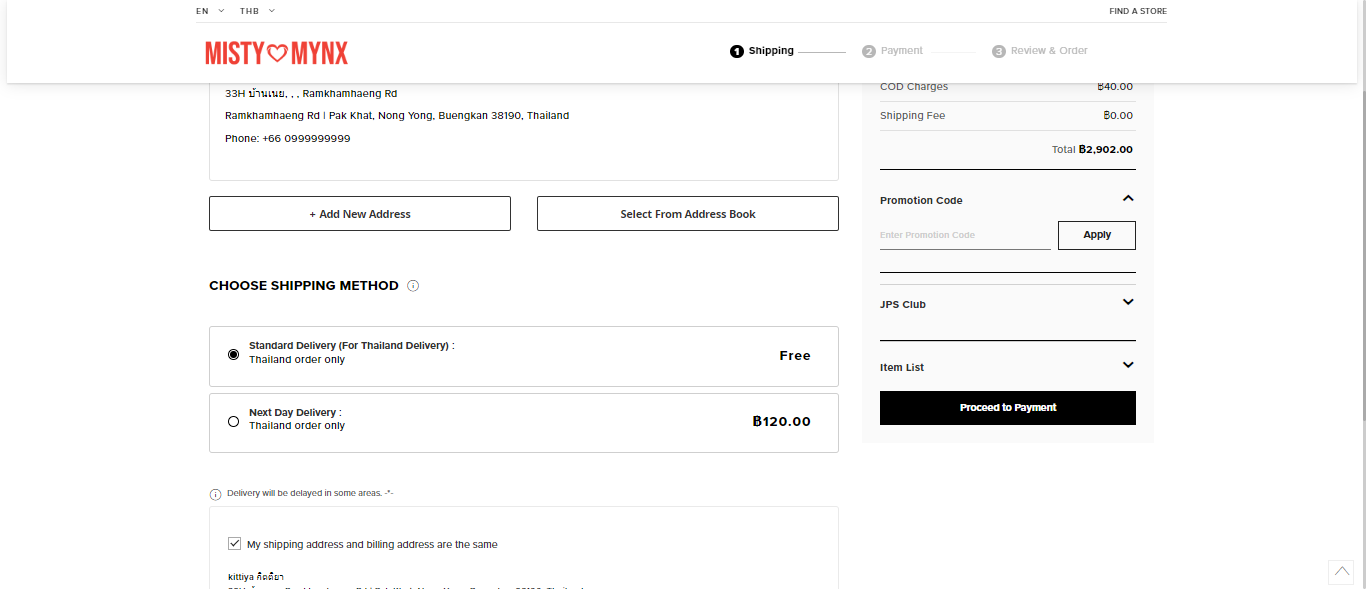 EN THB FIND A STORE
MISTY MYNX
1 Shipping 2 Payment 3 Review & Order
33H บ้านเนย, , , Ramkhamhaeng Rd
Ramkhamhaeng Rd | Pak Khat, Nong Yong, Buengkan 38190, Thailand
Phone: +66 0999999999
+ Add New Address
Select From Address Book
CHOOSE SHIPPING METHOD
Standard Delivery (For Thailand Delivery) :
Thailand order only
Free
Next Day Delivery :
Thailand order only
฿120.00
Delivery will be delayed in some areas. -*-
My shipping address and billing address are the same
kittiya กิตติยา
COD Charges ฿40.00
Shipping Fee ฿0.00
Total ฿2,902.00
Promotion Code
Enter Promotion Code
Apply
JPS Club
Item List
Proceed to Payment